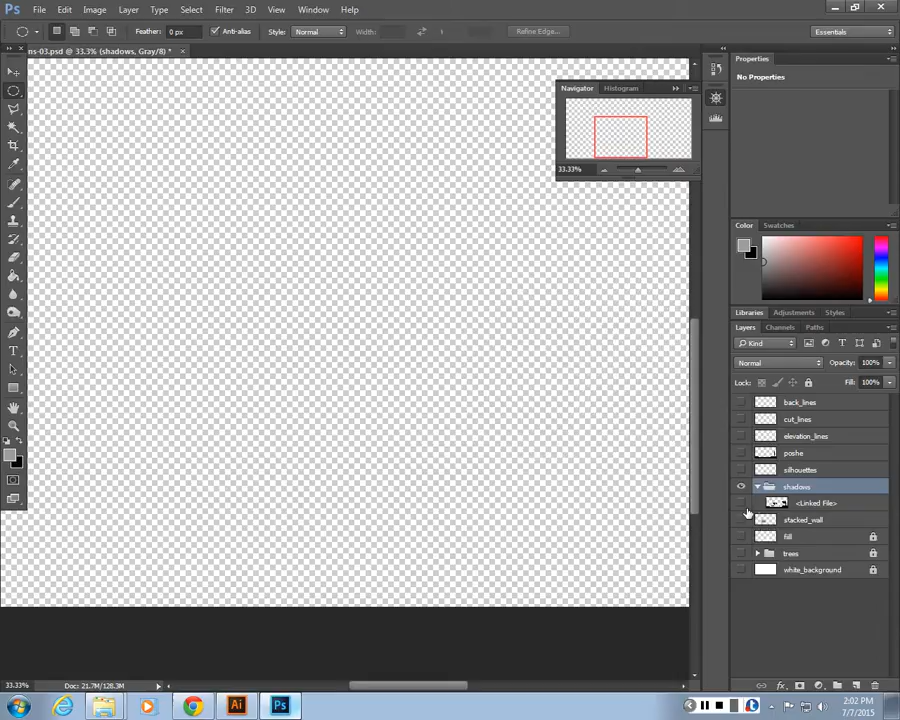 Ps File Edit Image Layer Type Select Filter 3D View Window Help
Feather: 0 px Anti-alias Style: Normal Width: Refine Edge... Essentials
ns-03.psd @ 33.3% (shadows, Gray/8) *
Properties
No Properties
Navigator Histogram
33.33%
Color Swatches
Libraries Adjustments Styles
Layers Channels Paths
Kind
Normal Opacity: 100%
Lock: Fill: 100%
back_lines
cut_lines
elevation_lines
poshe
silhouettes
shadows
<Linked File>
stacked_wall
fill
trees
white_background
33.33% Doc: 21.7M/128.3M
Ai Ps 2:02 PM
7/7/2015